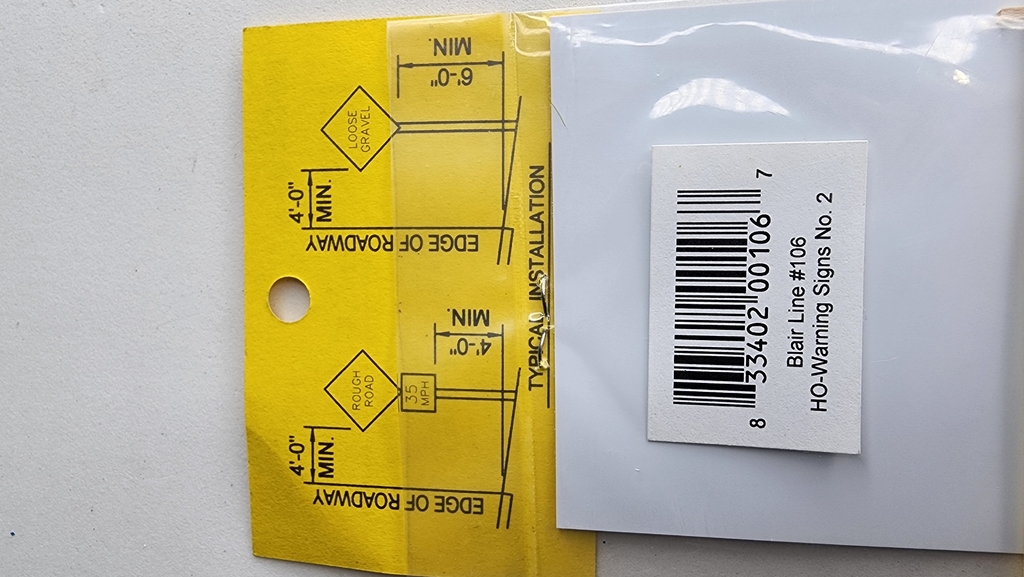 4'-0"
MIN.
EDGE OF ROADWAY
ROUGH
ROAD
35
MPH
4'-0"
MIN.
4'-0"
MIN.
EDGE OF ROADWAY
LOOSE
GRAVEL
6'-0"
MIN.
TYPICAL INSTALLATION
8 33402 00106 7
Blair Line #106
HO-Warning Signs No. 2